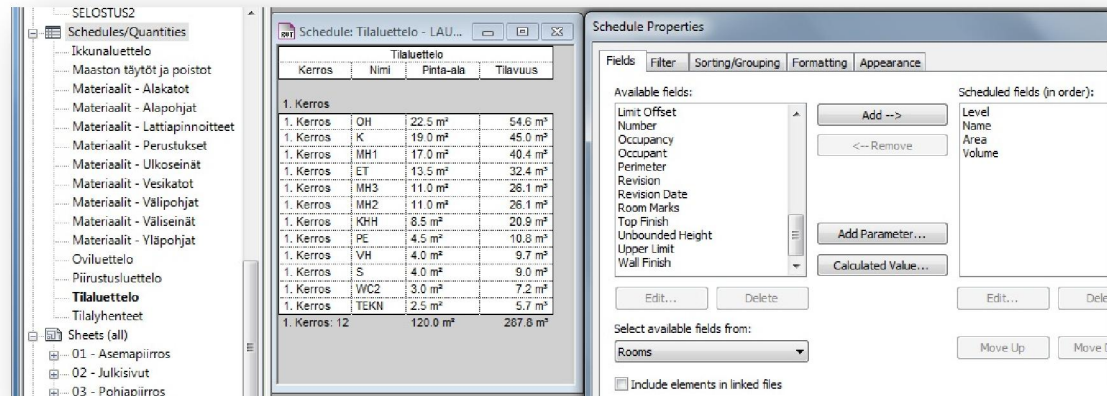 SELOSTUS2
Schedules/Quantities
Ikkunaluettelo
Maaston täytöt ja poistot
Materiaalit - Alakatot
Materiaalit - Alapohjat
Materiaalit - Lattiapinnoitteet
Materiaalit - Perustukset
Materiaalit - Ulkoseinät
Materiaalit - Vesikatot
Materiaalit - Välipohjat
Materiaalit - Väliseinät
Materiaalit - Yläpohjat
Oviluettelo
Piirustusluettelo
Tilaluettelo
Tilalyhenteet
Sheets (all)
01 - Asemapiirros
02 - Julkisivut
03 - Pohjapiirros
Schedule: Tilaluettelo - LAU...
Tilaluettelo
Kerros Nimi Pinta-ala Tilavuus
1. Kerros
1. Kerros OH 22.5 m² 54.6 m³
1. Kerros K 19.0 m² 45.0 m³
1. Kerros MH1 17.0 m² 40.4 m³
1. Kerros ET 13.5 m² 32.4 m³
1. Kerros MH3 11.0 m² 26.1 m³
1. Kerros MH2 11.0 m² 26.1 m³
1. Kerros KHH 8.5 m² 20.9 m³
1. Kerros PE 4.5 m² 10.8 m³
1. Kerros VH 4.0 m² 9.7 m³
1. Kerros S 4.0 m² 9.0 m³
1. Kerros WC2 3.0 m² 7.2 m³
1. Kerros TEKN 2.5 m² 5.7 m³
1. Kerros: 12 120.0 m² 287.8 m³
Schedule Properties
Fields Filter Sorting/Grouping Formatting Appearance
Available fields:
Limit Offset
Number
Occupancy
Occupant
Perimeter
Revision
Revision Date
Room Marks
Top Finish
Unbounded Height
Upper Limit
Wall Finish
Add -->
<-- Remove
Add Parameter...
Calculated Value...
Scheduled fields (in order):
Level
Name
Area
Volume
Edit... Delete
Edit... Dele
Select available fields from:
Rooms
Move Up Move D
Include elements in linked files